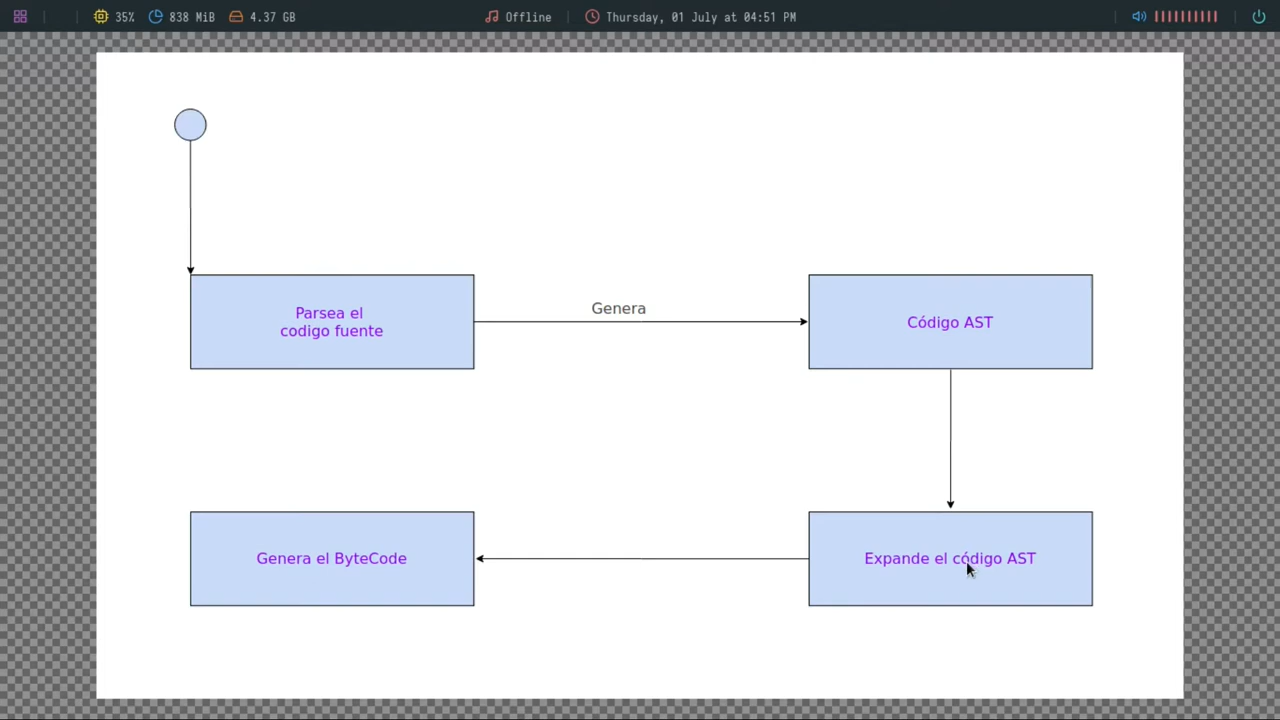 35% 838 MiB 4.37 GB Offline Thursday, 01 July at 04:51 PM
Parsea el
codigo fuente
Genera
Código AST
Genera el ByteCode
Expande el código AST